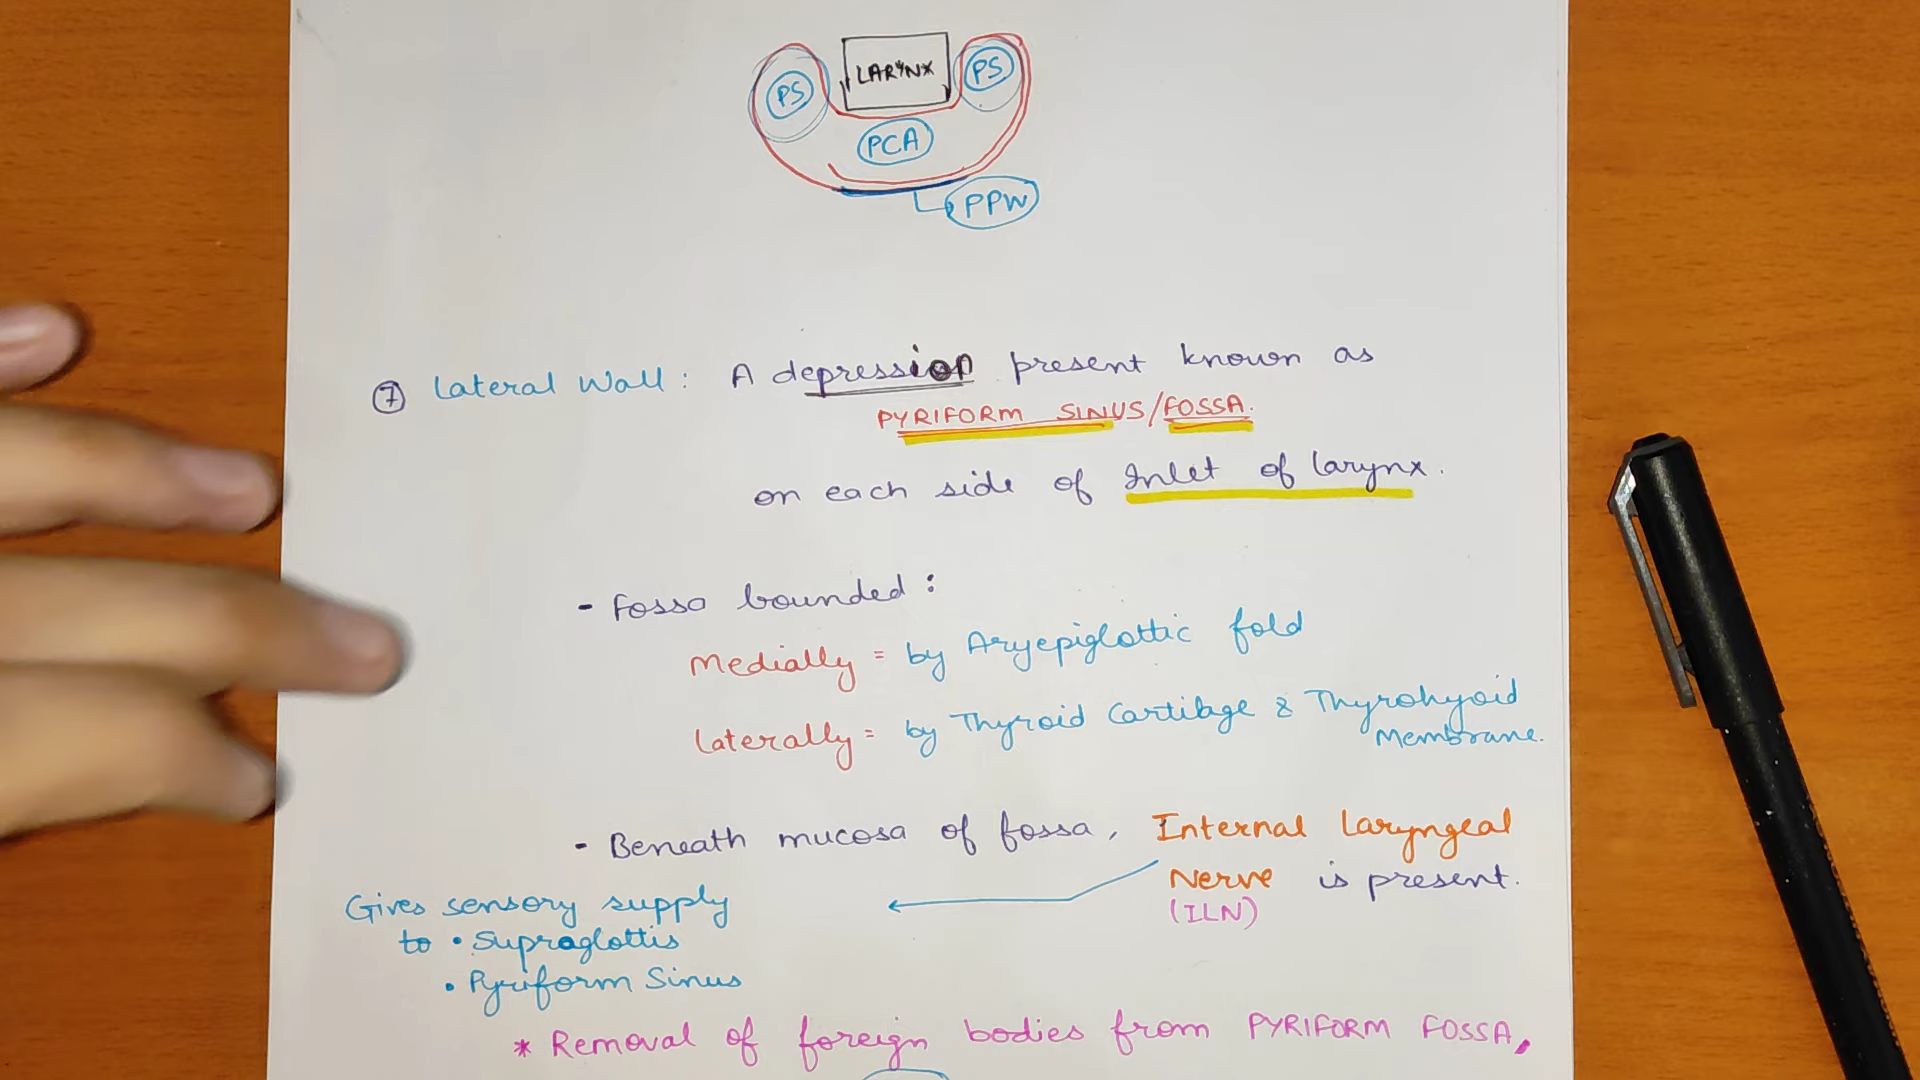 LARYNX
PS
PS
PCA
PPW
⑦ Lateral Wall : A depression present known as
PYRIFORM SINUS/FOSSA.
on each side of Inlet of larynx.
- Fossa bounded :
Medially = by Aryepiglottic fold
Laterally = by Thyroid Cartilage & Thyrohyoid
Membrane.
- Beneath mucosa of fossa, Internal Laryngeal
Nerve is present.
(ILN)
Gives sensory supply
to • Supraglottis
• Pyriform Sinus
* Removal of foreign bodies from PYRIFORM FOSSA,